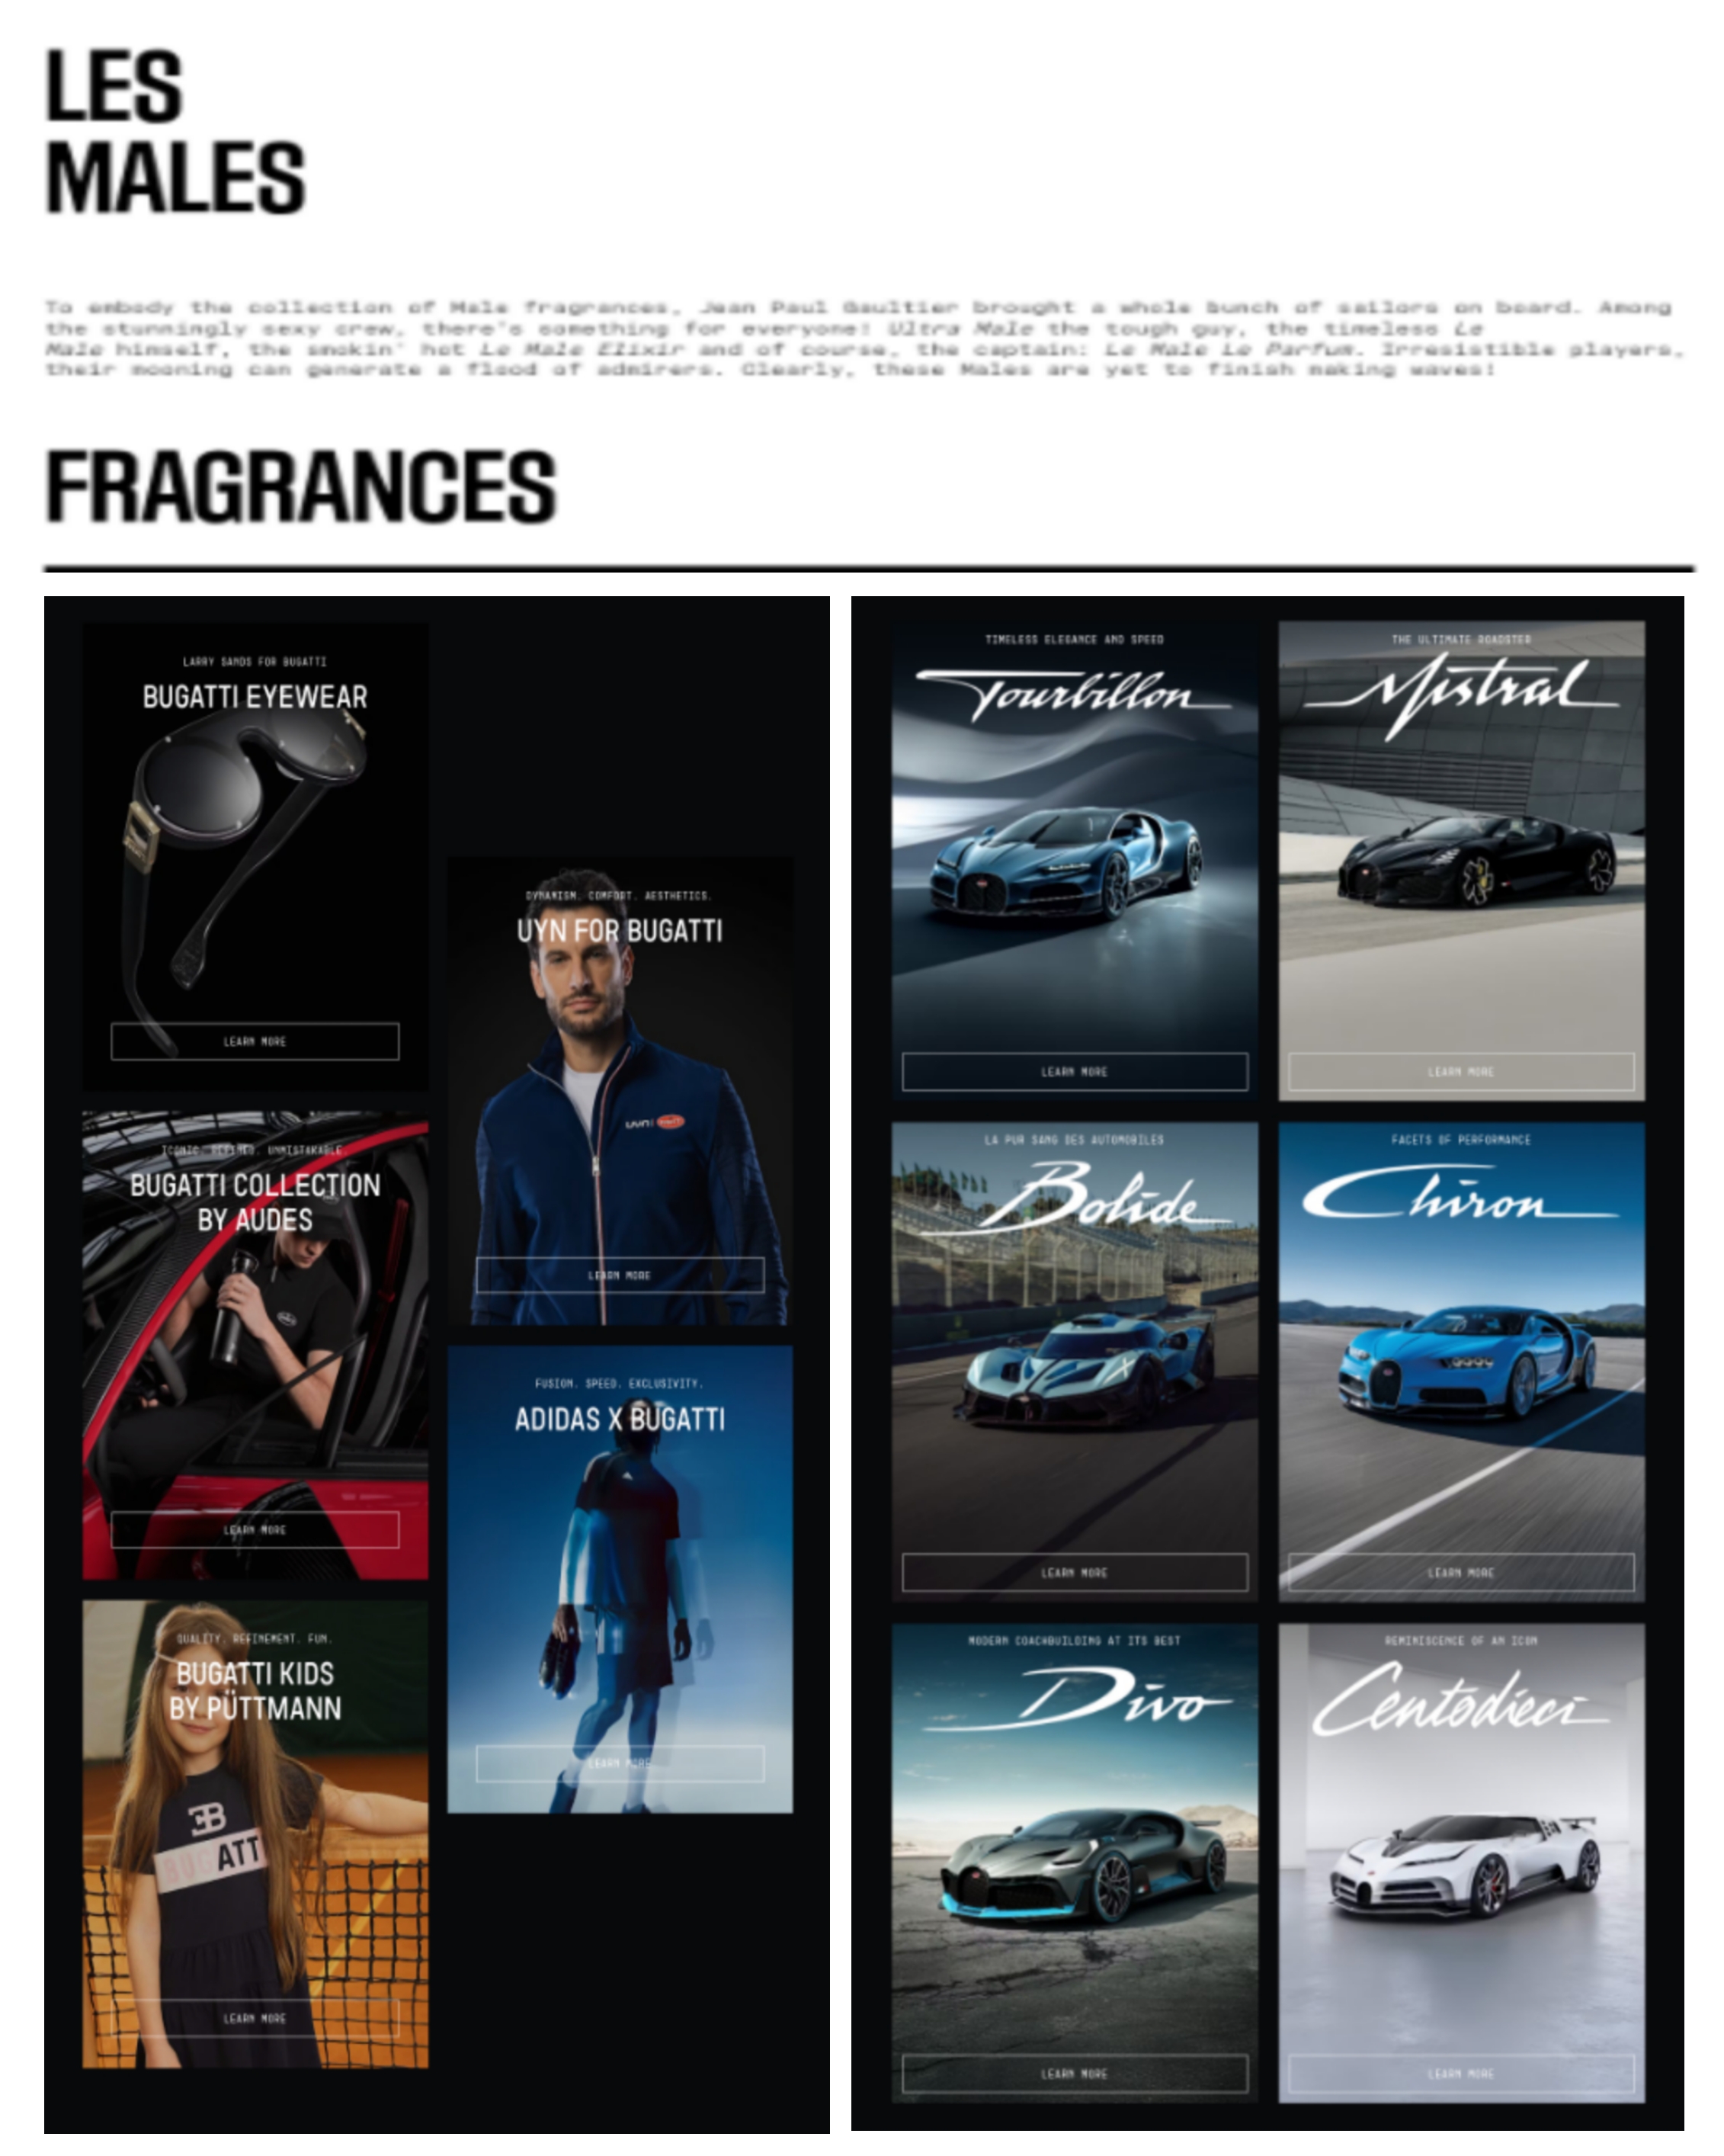 LES
MALES
To embody the collection of Male fragrances, Jean Paul Gaultier brought a whole bunch of sailors on board. Among
the stunningly sexy crew, there's something for everyone! Ultra Male the tough guy, the timeless Le
Male himself, the smokin' hot Le Male Elixir and of course, the captain: Le Male Le Parfum. Irresistible players,
their mooning can generate a flood of admirers. Clearly, these Males are yet to finish making waves!
FRAGRANCES
LARRY SANDS FOR BUGATTI
BUGATTI EYEWEAR
LEARN MORE
ICONIC. REFINED. UNMISTAKABLE.
BUGATTI COLLECTION
BY AUDES
LEARN MORE
QUALITY. REFINEMENT. FUN.
BUGATTI KIDS
BY PÜTTMANN
EB
BUGATTI
LEARN MORE
DYNAMISM. COMFORT. AESTHETICS.
UYN FOR BUGATTI
uyn
LEARN MORE
FUSION. SPEED. EXCLUSIVITY.
ADIDAS X BUGATTI
LEARN MORE
TIMELESS ELEGANCE AND SPEED
Tourbillon
LEARN MORE
THE ULTIMATE ROADSTER
Mistral
LEARN MORE
LA PUR SANG DES AUTOMOBILES
Bolide
LEARN MORE
FACETS OF PERFORMANCE
Chiron
LEARN MORE
MODERN COACHBUILDING AT ITS BEST
Divo
LEARN MORE
REMINISCENCE OF AN ICON
Centodieci
LEARN MORE